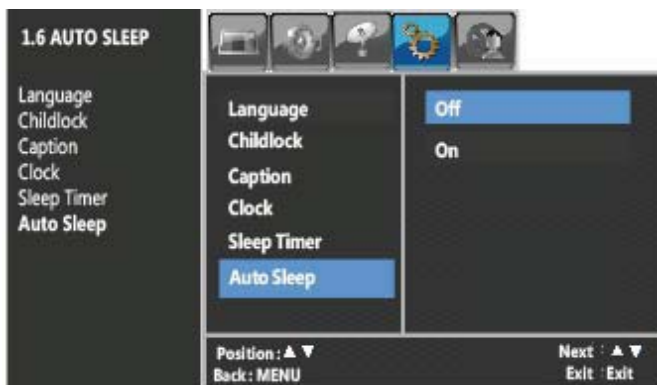 1.6 AUTO SLEEP
Language
Childlock
Caption
Clock
Sleep Timer
Auto Sleep
Language
Childlock
Caption
Clock
Sleep Timer
Auto Sleep
Off
On
Position : ▲ ▼
Back : MENU
Next : ▲ ▼
Exit : Exit